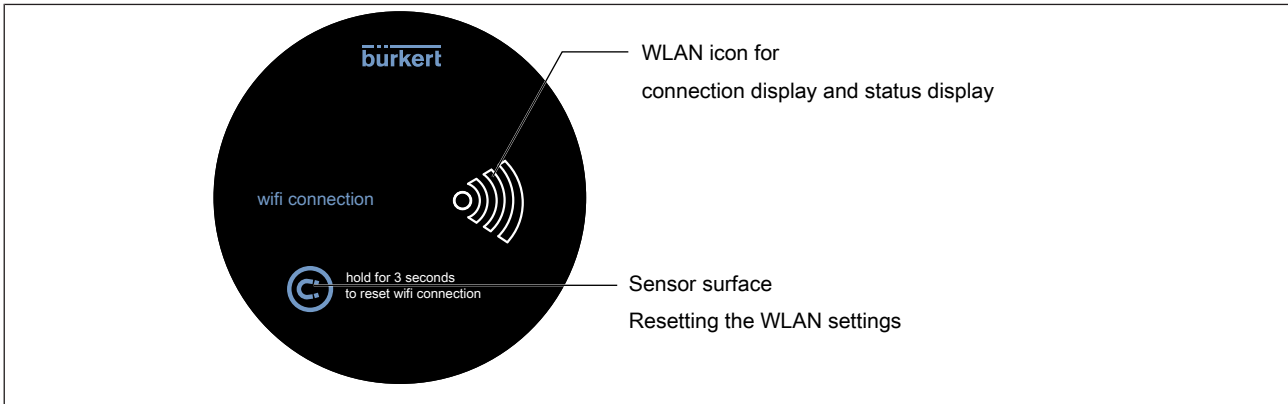 bürkert
WLAN icon for
connection display and status display
wifi connection
hold for 3 seconds
to reset wifi connection
Sensor surface
Resetting the WLAN settings